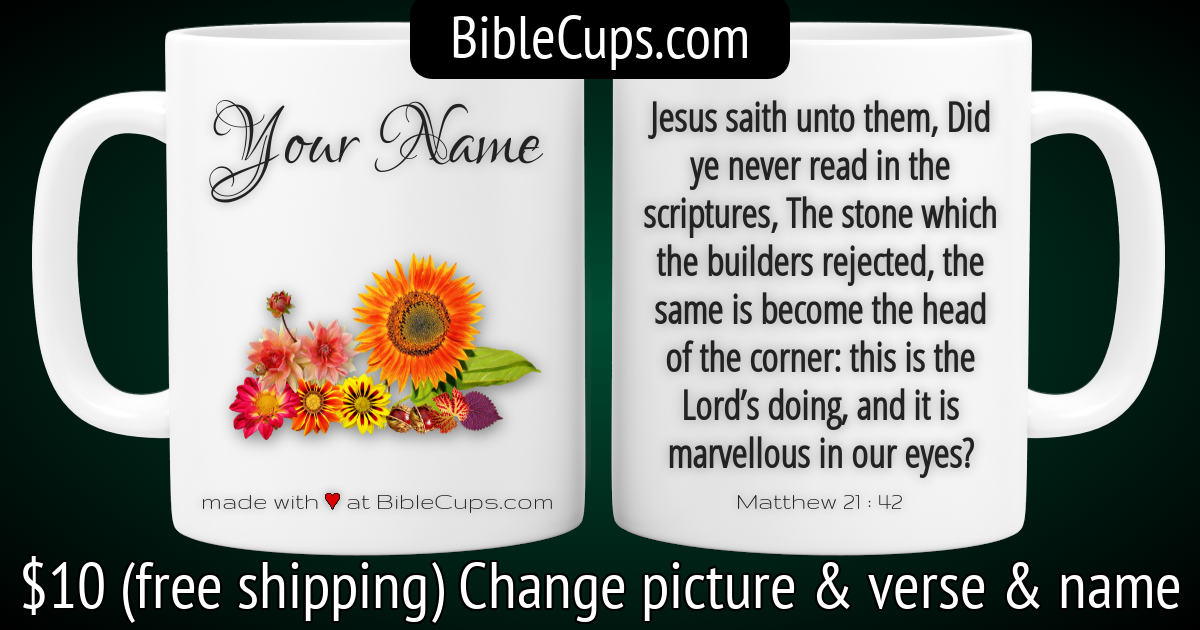 BibleCups.com
Your Name
made with ♥ at BibleCups.com
Jesus saith unto them, Did
ye never read in the
scriptures, The stone which
the builders rejected, the
same is become the head
of the corner: this is the
Lord’s doing, and it is
marvellous in our eyes?
Matthew 21 : 42
$10 (free shipping) Change picture & verse & name